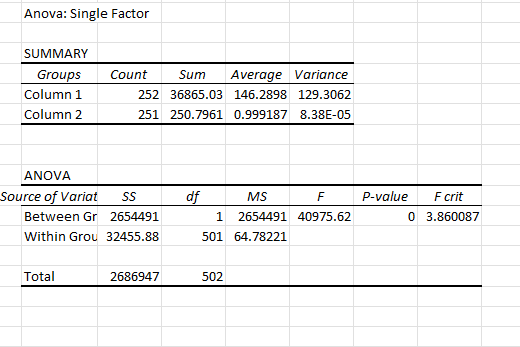 Anova: Single Factor
SUMMARY
Groups Count Sum Average Variance
Column 1 252 36865.03 146.2898 129.3062
Column 2 251 250.7961 0.999187 8.38E-05
ANOVA
Source of Variat SS df MS F P-value F crit
Between Gr 2654491 1 2654491 40975.62 0 3.860087
Within Grou 32455.88 501 64.78221
Total 2686947 502